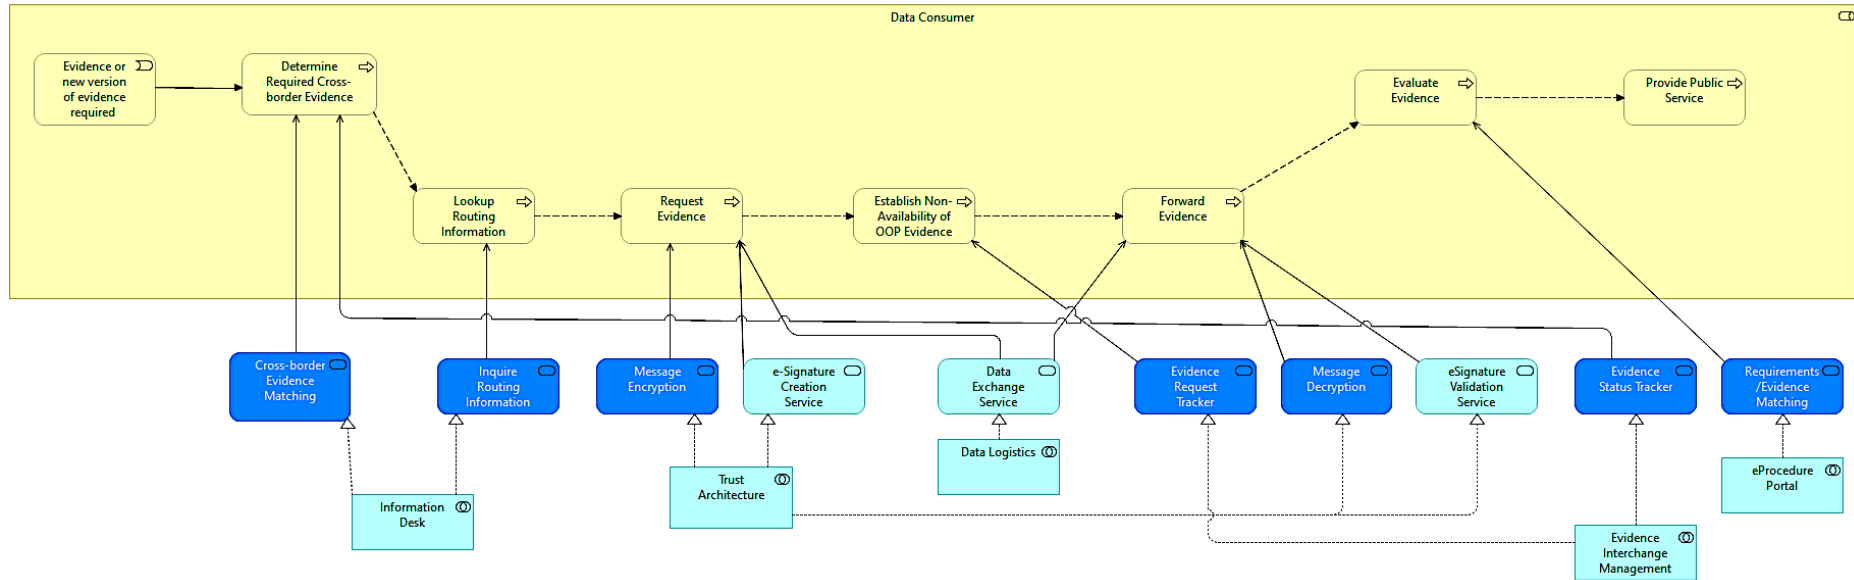 Data Consumer
Evidence or
new version
of evidence
required
Determine
Required Cross-
border Evidence
Evaluate
Evidence
Provide Public
Service
Lookup
Routing
Information
Request
Evidence
Establish Non-
Availability of
OOP Evidence
Forward
Evidence
Cross-border
Evidence
Matching
Inquire
Routing
Information
Message
Encryption
e-Signature
Creation
Service
Data
Exchange
Service
Evidence
Request
Tracker
Message
Decryption
eSignature
Validation
Service
Evidence
Status Tracker
Requirements
/Evidence
Matching
Information
Desk
Trust
Architecture
Data Logistics
Evidence
Interchange
Management
eProcedure
Portal